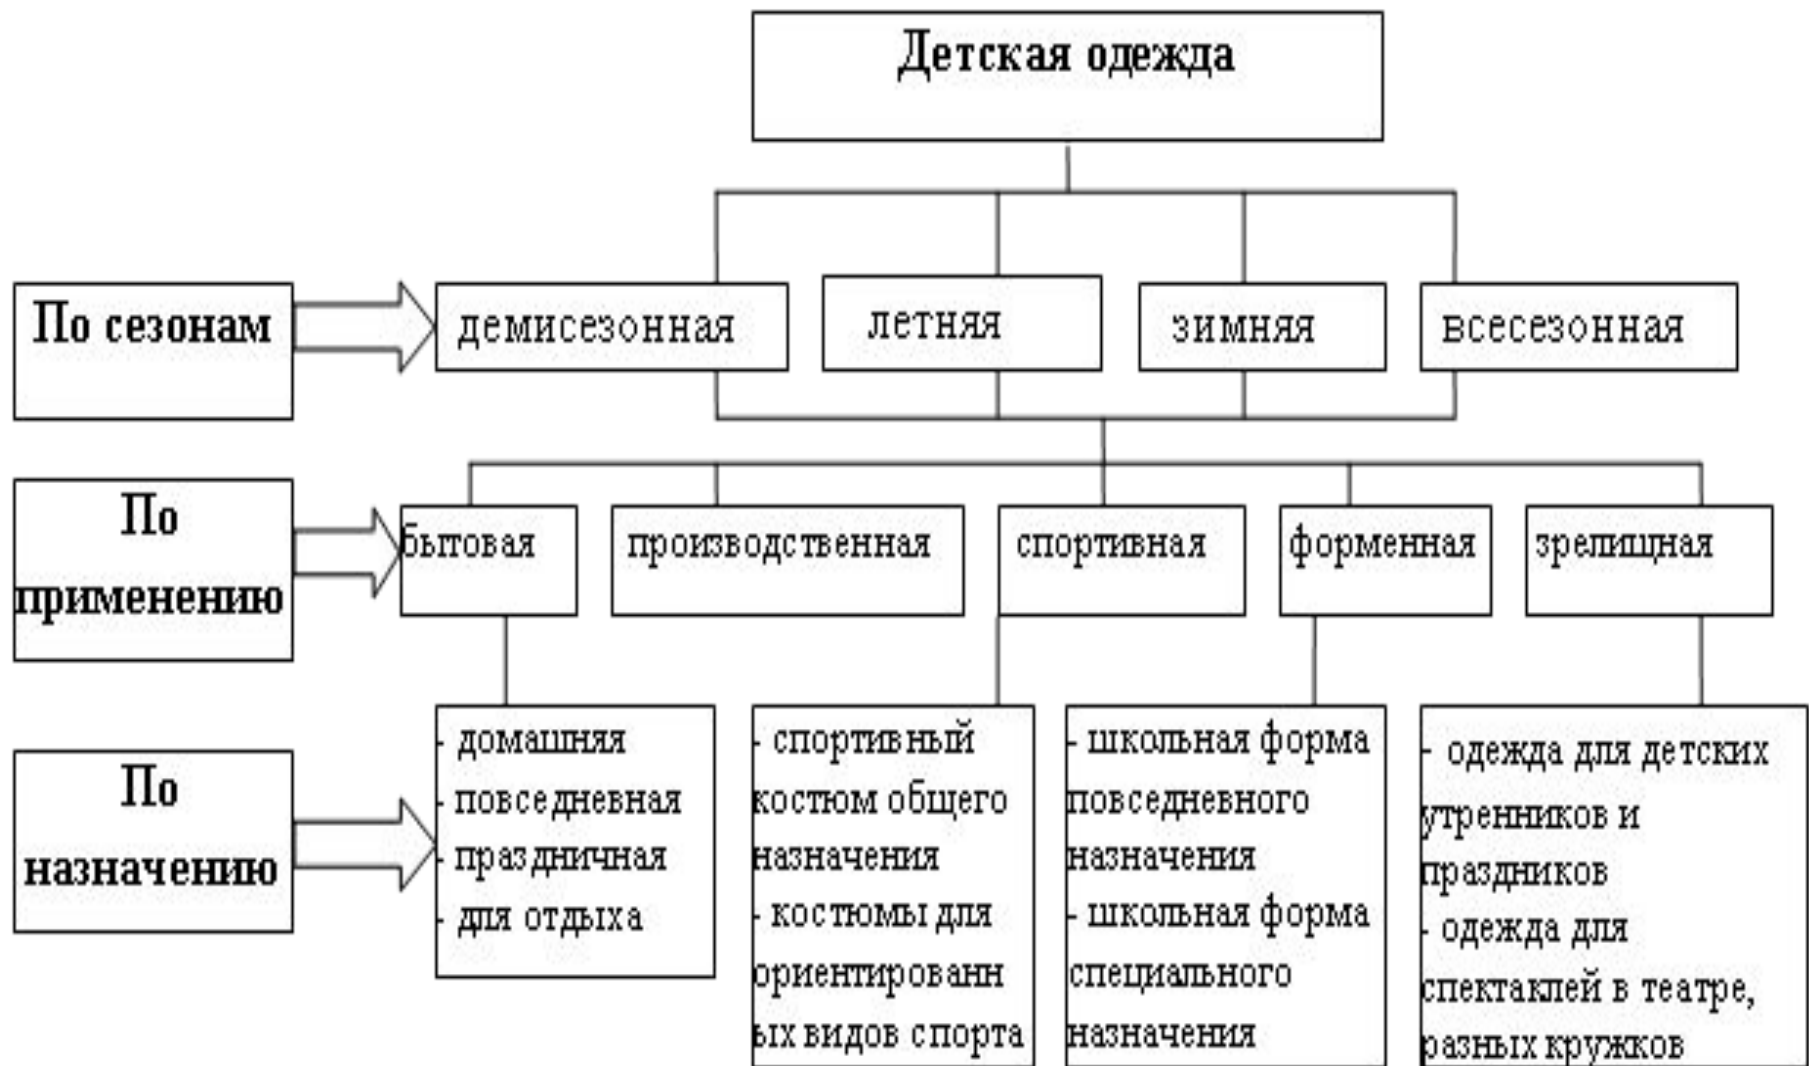 Детская одежда
По сезонам
демисезонная
летняя
зимняя
всесезонная
По
применению
бытовая
производственная
спортивная
форменная
зрелищная
По
назначению
- домашняя
- повседневная
- праздничная
- для отдыха
- спортивный
костюм общего
назначения
- костюмы для
ориентированн
ых видов спорта
- школьная форма
повседневного
назначения
- школьная форма
специального
назначения
- одежда для детских
утренников и
праздников
- одежда для
спектаклей в театре,
разных кружков